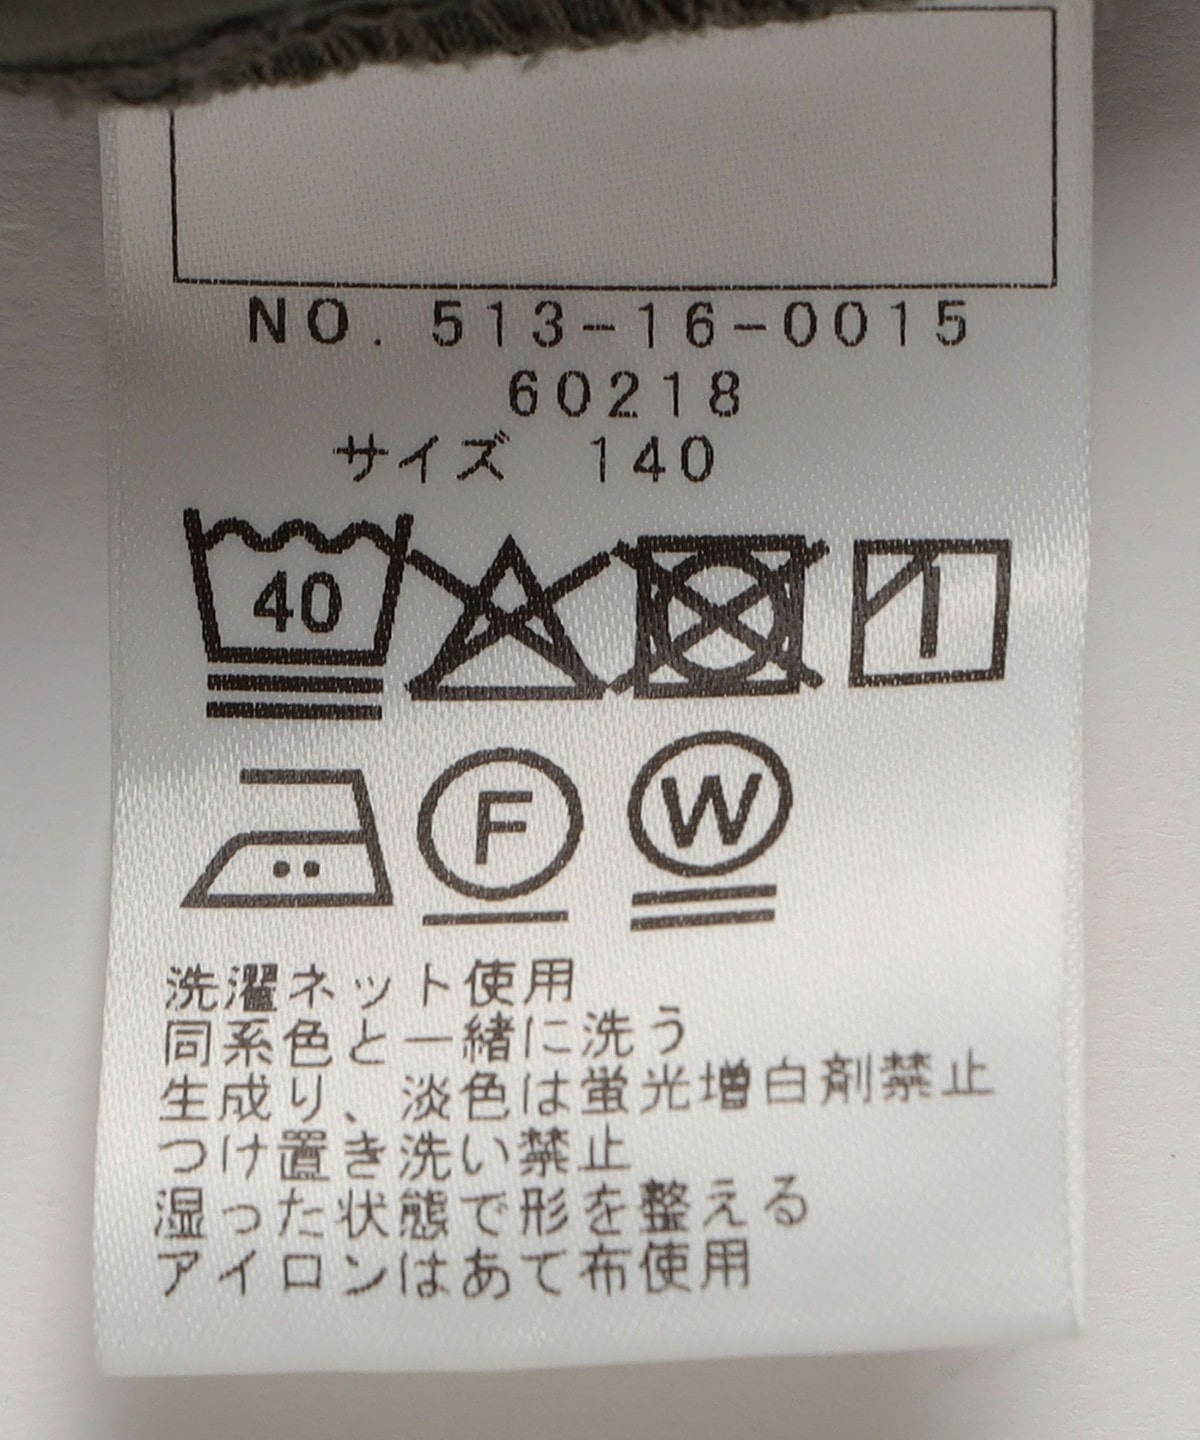 NO. 513-16-0015
60218
サイズ 140
40
F W
洗濯ネット使用
同系色と一緒に洗う
生成り、淡色は蛍光増白剤禁止
つけ置き洗い禁止
湿った状態で形を整える
アイロンはあて布使用